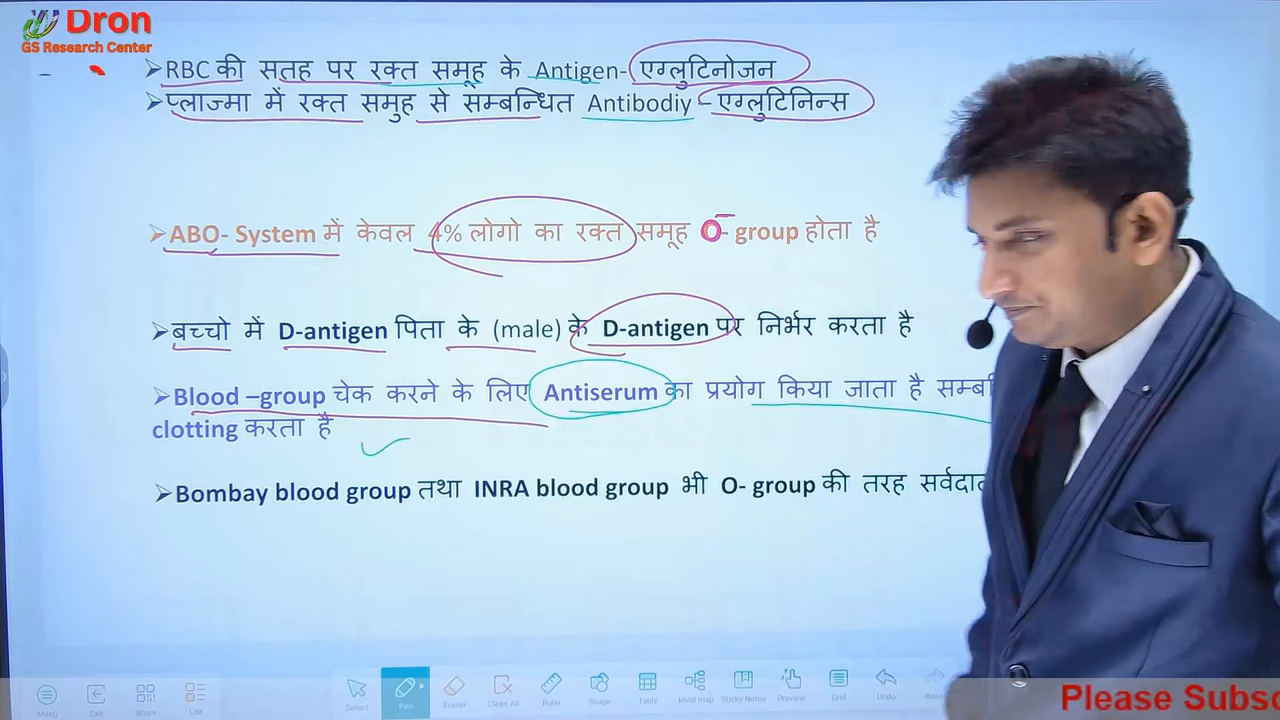 Dron
GS Research Center
➢RBC की सतह पर रक्त समूह के Antigen- एग्लुटिनोजन
➢प्लाज्मा में रक्त समुह से सम्बन्धित Antibodiy - एग्लुटिनिन्स
➢ABO- System में केवल 4% लोगो का रक्त समूह O- group होता है
➢बच्चो में D-antigen पिता के (male) के D-antigen पर निर्भर करता है
➢Blood –group चेक करने के लिए Antiserum का प्रयोग किया जाता है
clotting करता है
➢Bombay blood group तथा INRA blood group भी O- group की तरह
Menu Exit Share List Select Pen Eraser Clean All Ruler Shape Table Mind map Sticky Notes Preview Grid Undo
Please